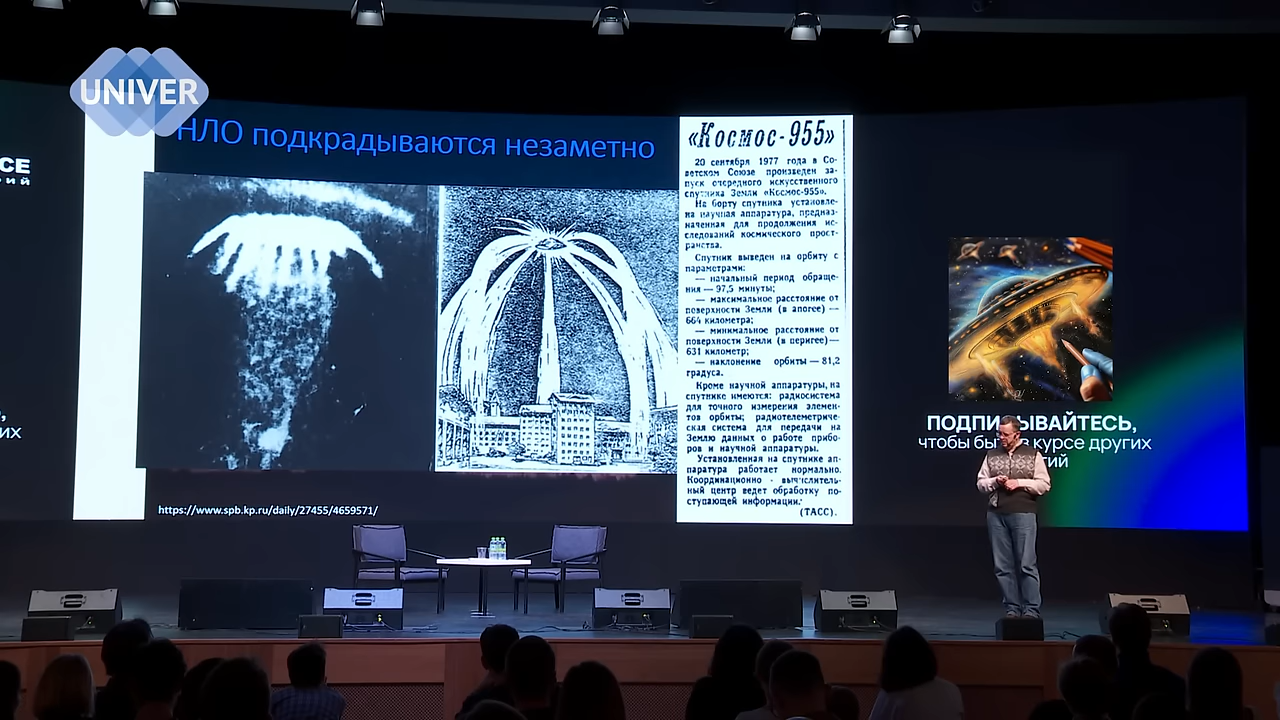 UNIVER
НЛО подкрадываются незаметно
СЕ
ий
их
«Космос-955»
20 сентября 1977 года в Со-
ветском Союзе произведен за-
пуск очередного искусственного
спутника Земли «Космос-955».
На борту спутника установле-
на научная аппаратура, предназ-
наченная для продолжения ис-
следований космического прост-
ранства.
Спутник выведен на орбиту с
параметрами:
— начальный период обраще-
ния — 97,5 минуты;
— максимальное расстояние от
поверхности Земли (в апогее) —
664 километра;
— минимальное расстояние от
поверхности Земли (в перигее) —
631 километр;
— наклонение орбиты — 81,2
градуса.
Кроме научной аппаратуры, на
спутнике имеются: радиосистема
для точного измерения элемен-
тов орбиты; радиотелеметриче-
ская система для передачи на
Землю данных о работе прибо-
ров и научной аппаратуры.
Установленная на спутнике ап-
паратура работает нормально.
Координационно-вычислитель-
ный центр ведет обработку по-
ступающей информации.
(ТАСС).
https://www.spb.kp.ru/daily/27455/4659571/
ПОДПИСЫВАЙТЕСЬ,
чтобы быть в курсе других